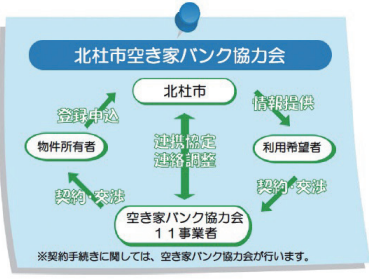 北杜市空き家バンク協力会
北杜市
登録申込
情報提供
物件所有者
連携協定
連絡調整
利用希望者
契約・交渉
契約・交渉
空き家バンク協力会
11事業者
※契約手続きに関しては、空き家バンク協力会が行います。